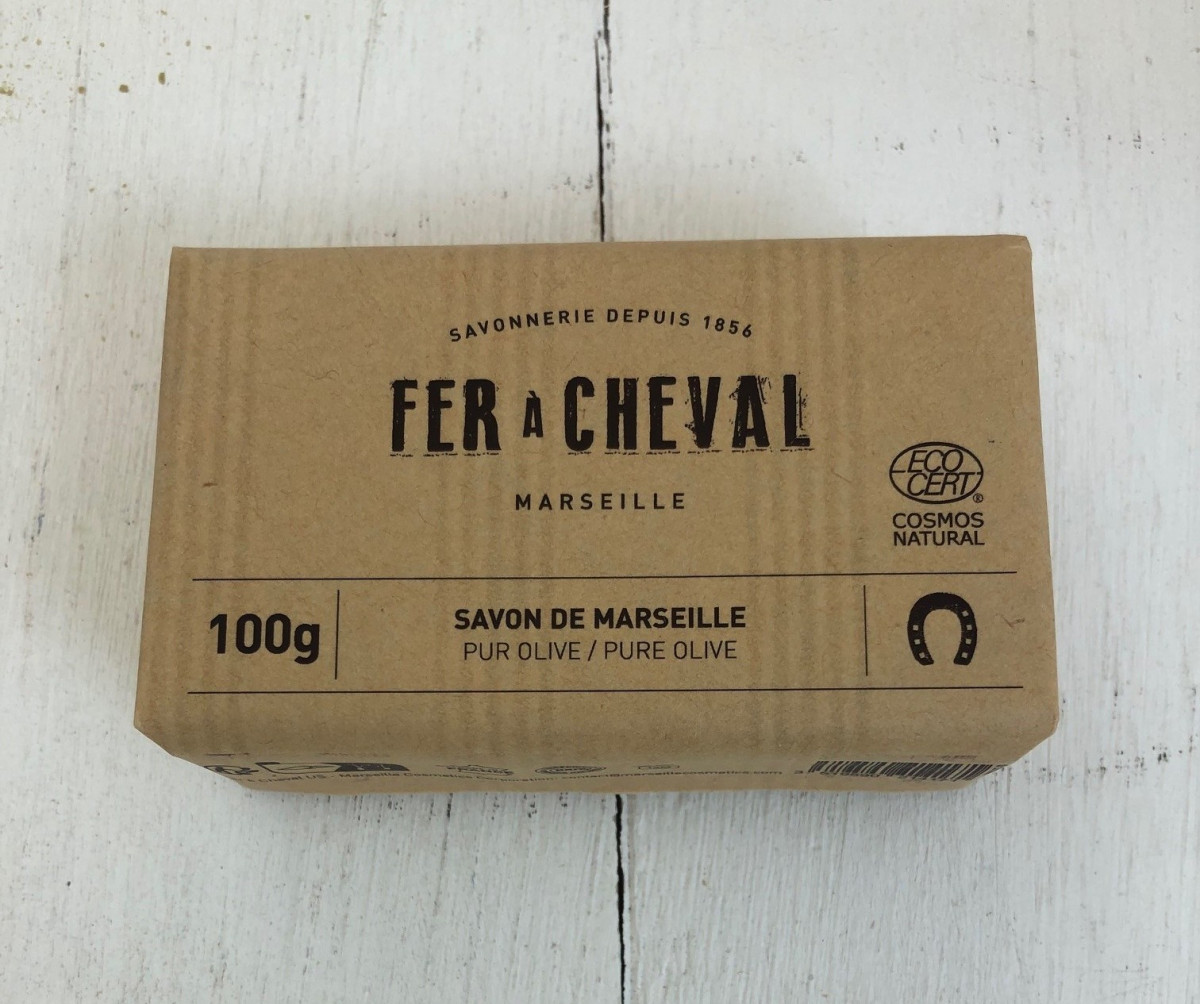 SAVONNERIE DEPUIS 1856
FER À CHEVAL
MARSEILLE
ECO
CERT®
COSMOS
NATURAL
100g
SAVON DE MARSEILLE
PUR OLIVE / PURE OLIVE